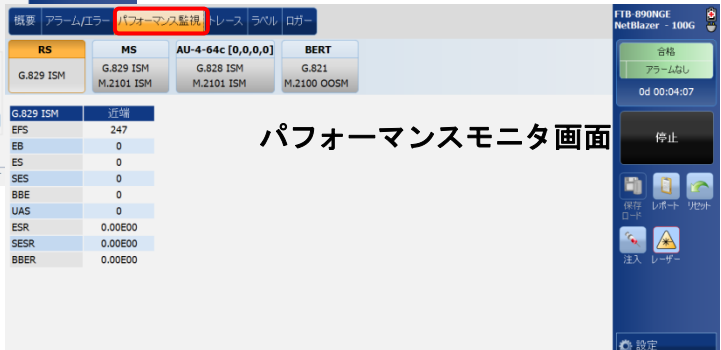 概要 アラーム/エラー パフォーマンス監視 トレース ラベル ロガー
FTB-890NGE
NetBlazer - 100G
RS MS AU-4-64c [0,0,0,0] BERT
G.829 ISM
G.829 ISM
M.2101 ISM
G.828 ISM
M.2101 ISM
G.821
M.2100 OOSM
合格
アラームなし
0d 00:04:07
G.829 ISM 近端
EFS 247
EB 0
ES 0
SES 0
BBE 0
UAS 0
ESR 0.00E00
SESR 0.00E00
BBER 0.00E00
パフォーマンスモニタ画面
停止
保存
ロード
レポート
リセット
注入
レーザー
設定